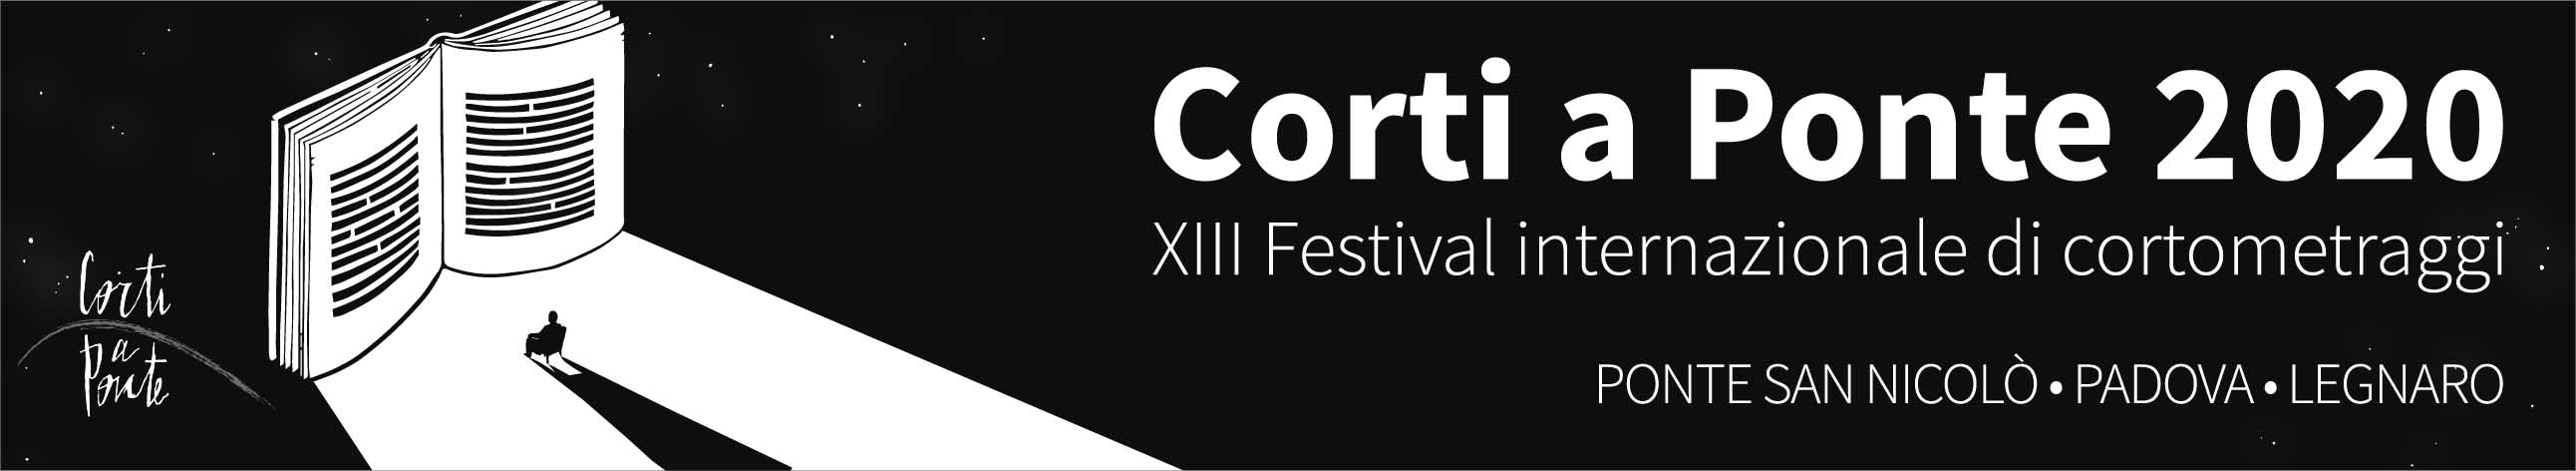 Corti
a
Ponte
Corti a Ponte 2020
XIII Festival internazionale di cortometraggi
PONTE SAN NICOLÒ • PADOVA • LEGNARO